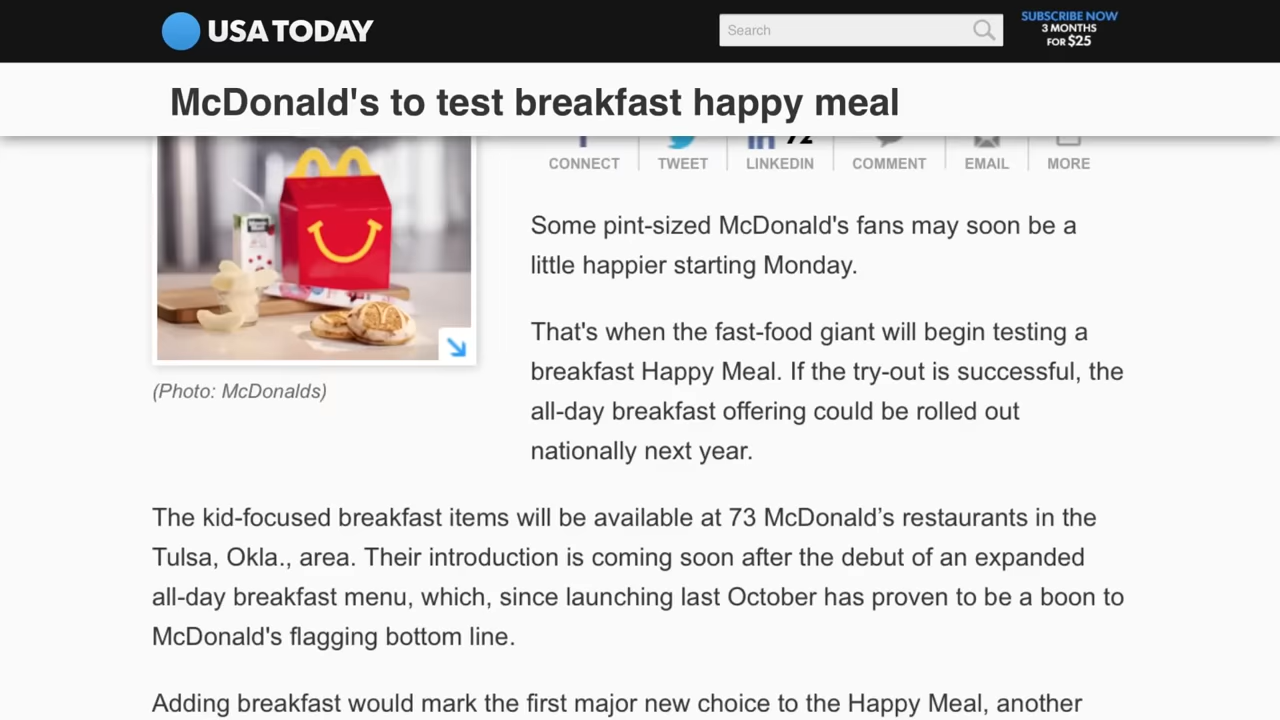 USA TODAY
Search
SUBSCRIBE NOW
3 MONTHS
FOR $25
McDonald's to test breakfast happy meal
CONNECT
TWEET
LINKEDIN
COMMENT
EMAIL
MORE
Some pint-sized McDonald's fans may soon be a
little happier starting Monday.
That's when the fast-food giant will begin testing a
breakfast Happy Meal. If the try-out is successful, the
all-day breakfast offering could be rolled out
nationally next year.
(Photo: McDonalds)
The kid-focused breakfast items will be available at 73 McDonald’s restaurants in the
Tulsa, Okla., area. Their introduction is coming soon after the debut of an expanded
all-day breakfast menu, which, since launching last October has proven to be a boon to
McDonald's flagging bottom line.
Adding breakfast would mark the first major new choice to the Happy Meal, another